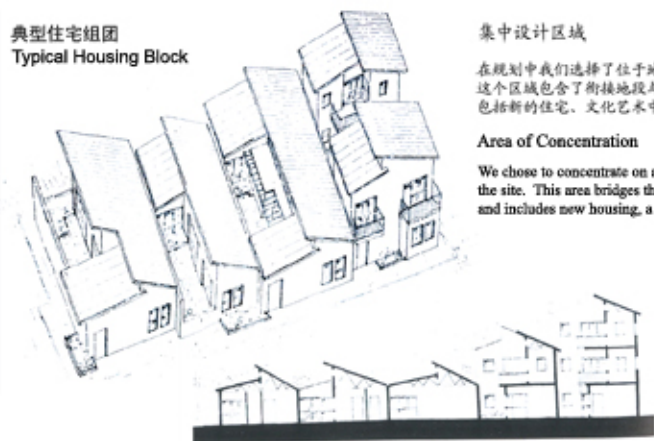 典型住宅组团
Typical Housing Block
集中设计区域
在规划中我们选择了位于
这个区域包含了衔接地段
包括新的住宅、文化艺术
Area of Concentration
We chose to concentrate on a
the site. This area bridges th
and includes new housing, a